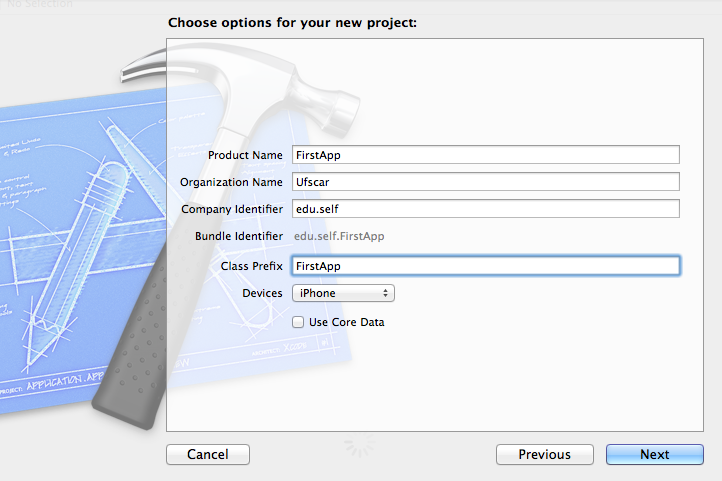 No Selection
Choose options for your new project:
Product Name FirstApp
Organization Name Ufscar
Company Identifier edu.self
Bundle Identifier edu.self.FirstApp
Class Prefix FirstApp
Devices iPhone
Use Core Data
PROJECT: APPLICATION.APP
XCODE
Cancel Previous Next